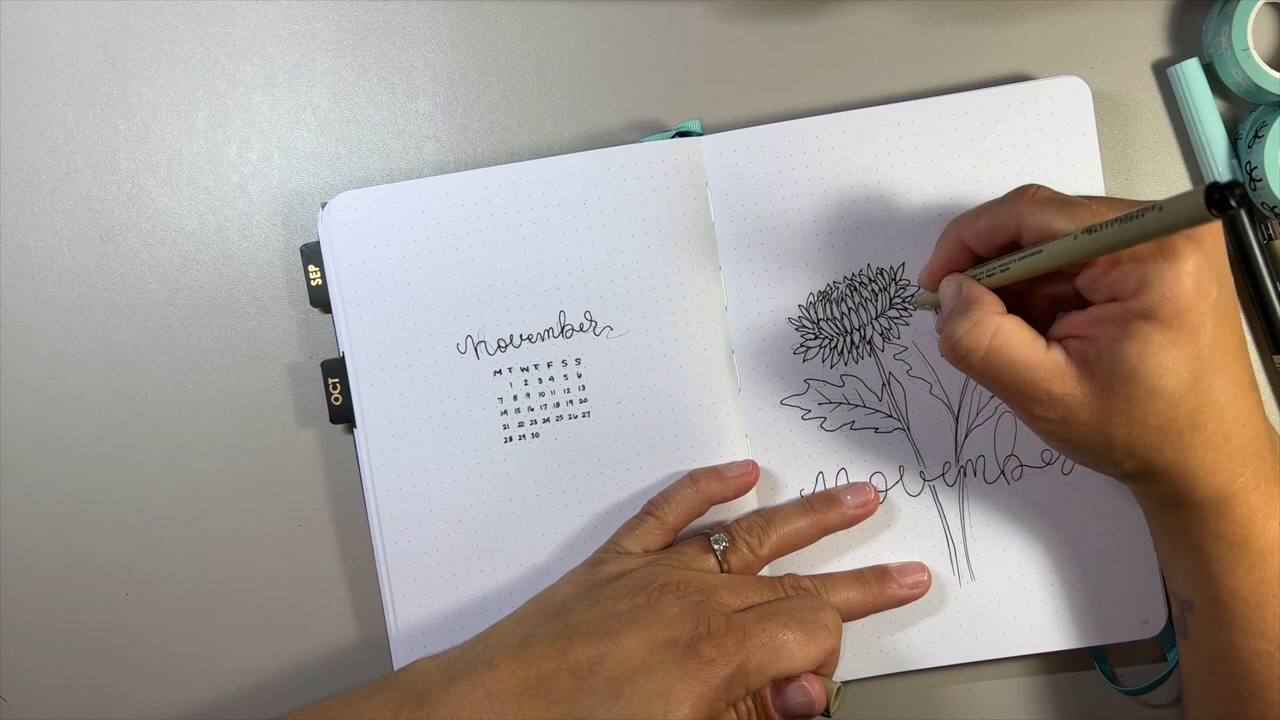 SEP
OCT
November
M T W T F S S
1 2 3 4 5 6
7 8 9 10 11 12 13
14 15 16 17 18 19 20
21 22 23 24 25 26 27
28 29 30
November